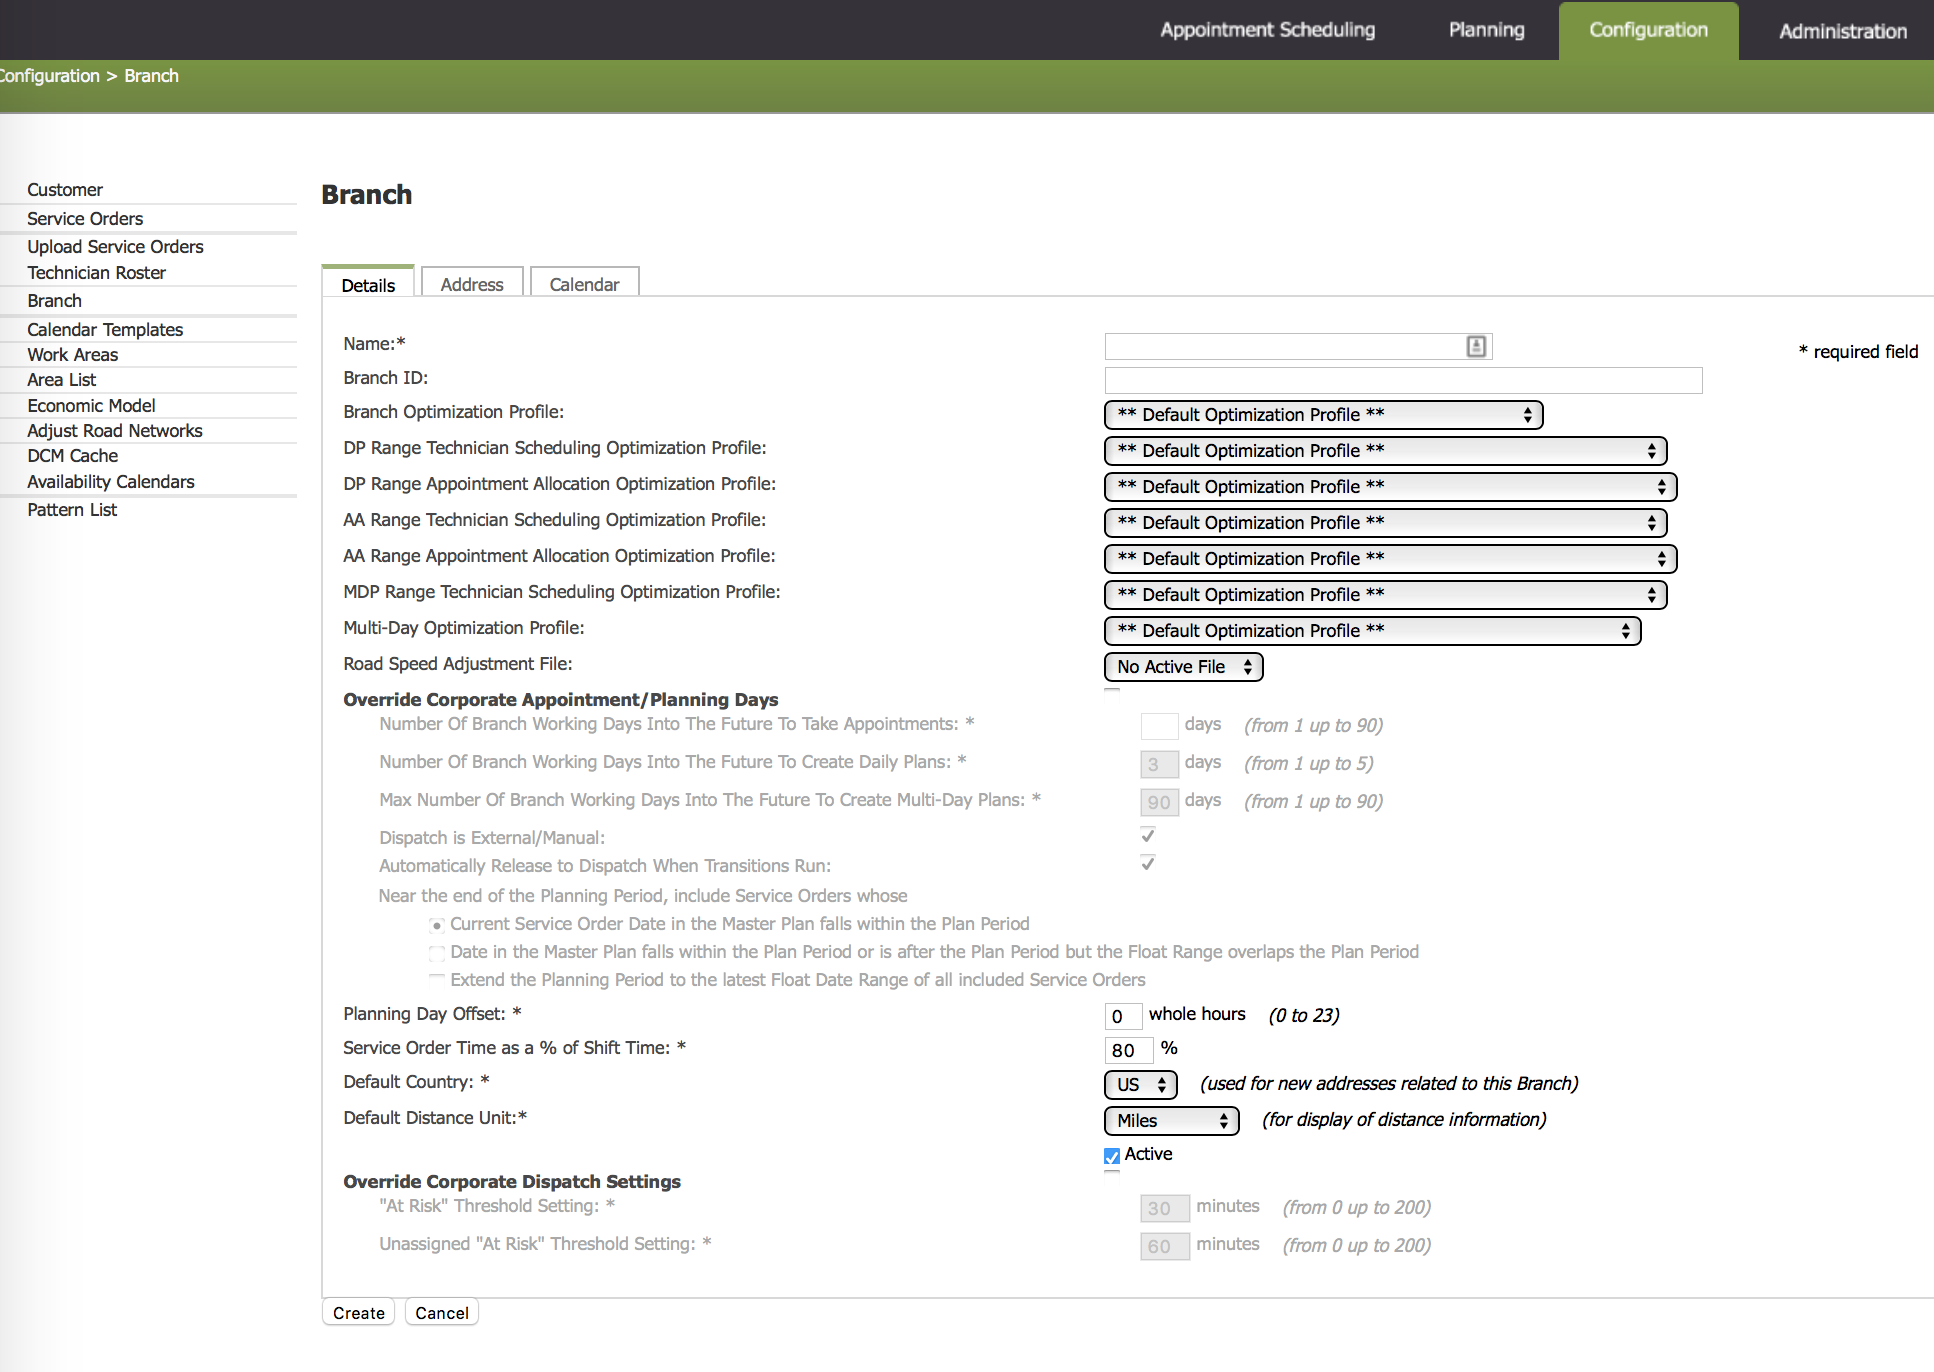 Appointment Scheduling Planning Configuration Administration
Configuration > Branch
Customer
Service Orders
Upload Service Orders
Technician Roster
Branch
Calendar Templates
Work Areas
Area List
Economic Model
Adjust Road Networks
DCM Cache
Availability Calendars
Pattern List
Branch
Details Address Calendar
* required field
Name:*
Branch ID:
Branch Optimization Profile: ** Default Optimization Profile **
DP Range Technician Scheduling Optimization Profile: ** Default Optimization Profile **
DP Range Appointment Allocation Optimization Profile: ** Default Optimization Profile **
AA Range Technician Scheduling Optimization Profile: ** Default Optimization Profile **
AA Range Appointment Allocation Optimization Profile: ** Default Optimization Profile **
MDP Range Technician Scheduling Optimization Profile: ** Default Optimization Profile **
Multi-Day Optimization Profile: ** Default Optimization Profile **
Road Speed Adjustment File: No Active File
Override Corporate Appointment/Planning Days
Number Of Branch Working Days Into The Future To Take Appointments: * days (from 1 up to 90)
Number Of Branch Working Days Into The Future To Create Daily Plans: * 3 days (from 1 up to 5)
Max Number Of Branch Working Days Into The Future To Create Multi-Day Plans: * 90 days (from 1 up to 90)
Dispatch is External/Manual:
Automatically Release to Dispatch When Transitions Run:
Near the end of the Planning Period, include Service Orders whose
Current Service Order Date in the Master Plan falls within the Plan Period
Date in the Master Plan falls within the Plan Period or is after the Plan Period but the Float Range overlaps the Plan Period
Extend the Planning Period to the latest Float Date Range of all included Service Orders
Planning Day Offset: * 0 whole hours (0 to 23)
Service Order Time as a % of Shift Time: * 80 %
Default Country: * US (used for new addresses related to this Branch)
Default Distance Unit:* Miles (for display of distance information)
Active
Override Corporate Dispatch Settings
"At Risk" Threshold Setting: * 30 minutes (from 0 up to 200)
Unassigned "At Risk" Threshold Setting: * 60 minutes (from 0 up to 200)
Create Cancel